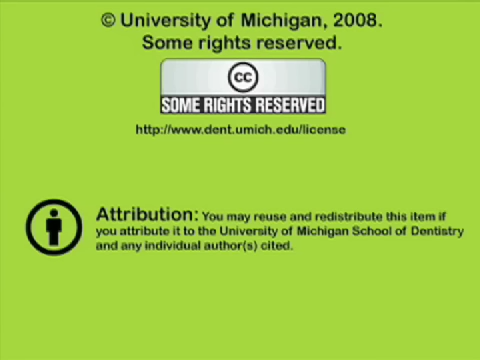 © University of Michigan, 2008.
Some rights reserved.
cc
SOME RIGHTS RESERVED
http://www.dent.umich.edu/license
Attribution: You may reuse and redistribute this item if
you attribute it to the University of Michigan School of Dentistry
and any individual author(s) cited.